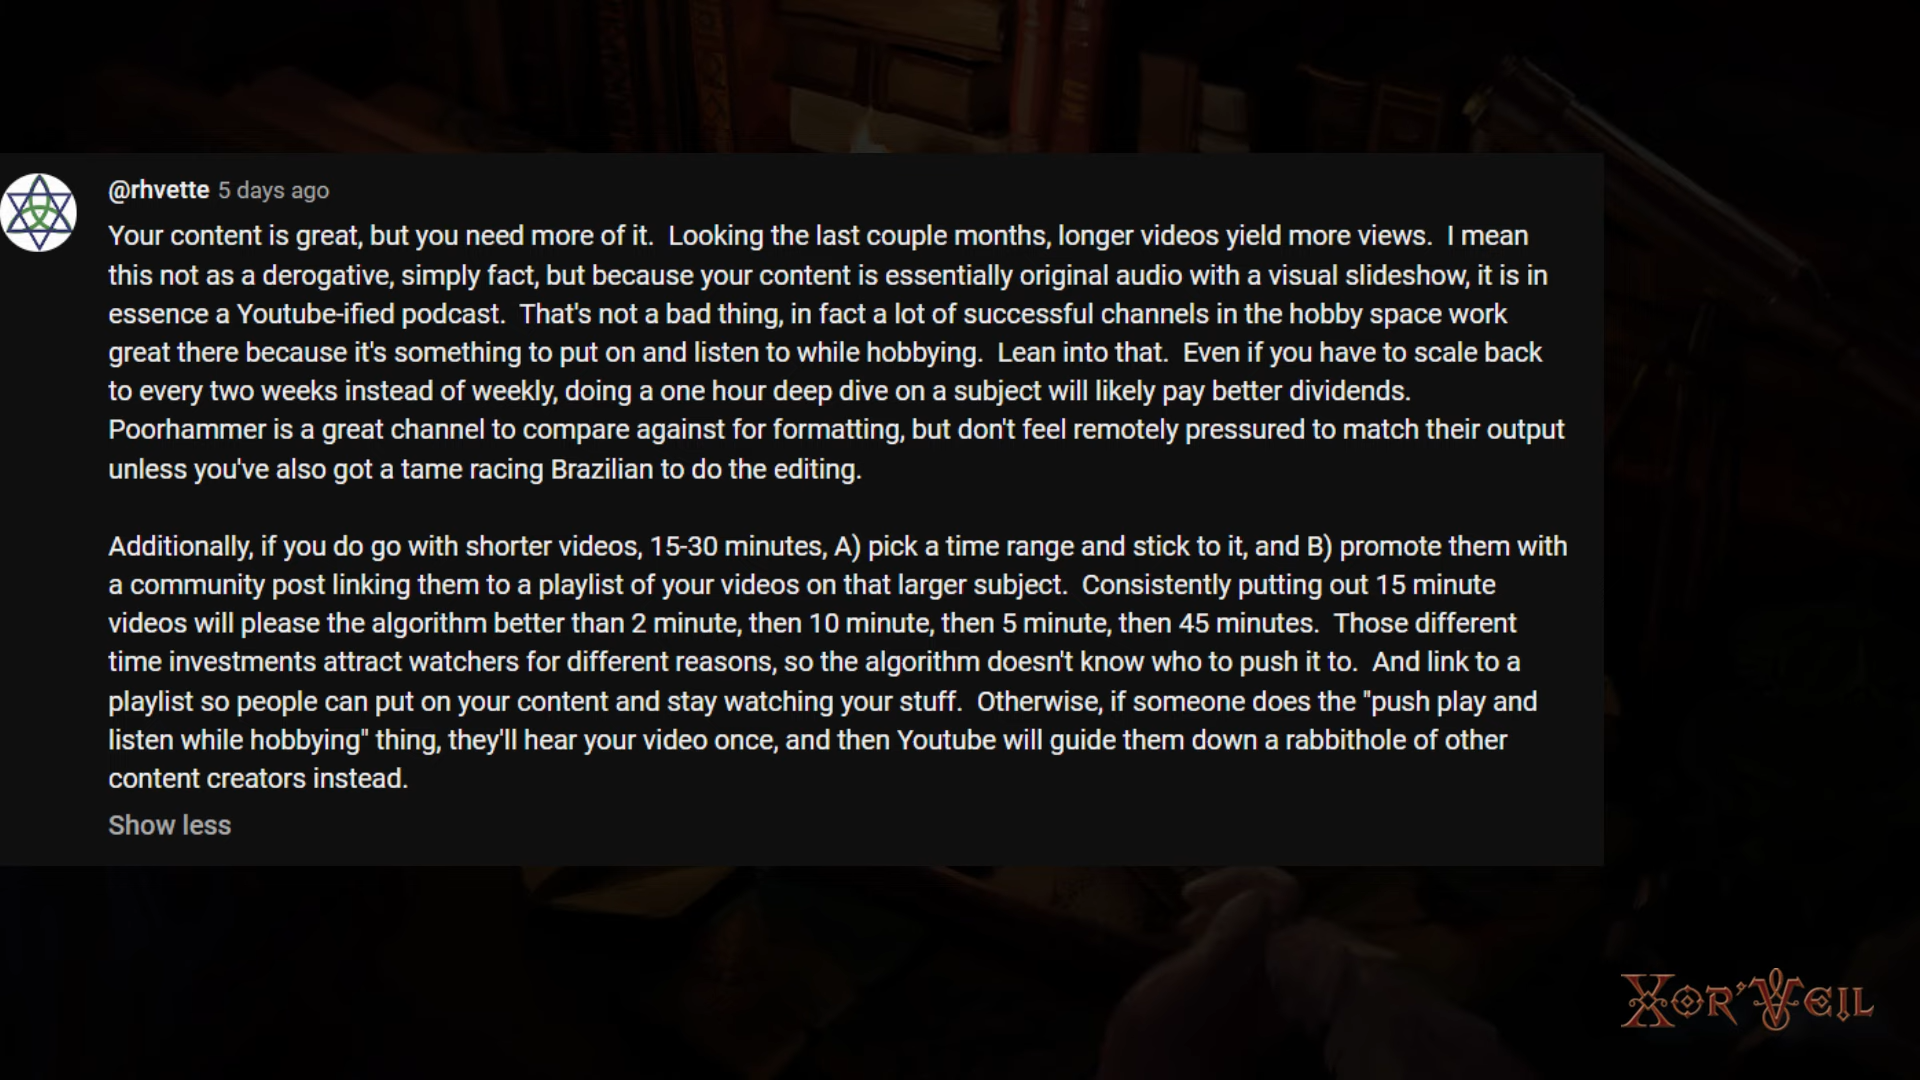 @rhvette 5 days ago
Your content is great, but you need more of it.  Looking the last couple months, longer videos yield more views.  I mean
this not as a derogative, simply fact, but because your content is essentially original audio with a visual slideshow, it is in
essence a Youtube-ified podcast.  That's not a bad thing, in fact a lot of successful channels in the hobby space work
great there because it's something to put on and listen to while hobbying.  Lean into that.  Even if you have to scale back
to every two weeks instead of weekly, doing a one hour deep dive on a subject will likely pay better dividends.
Poorhammer is a great channel to compare against for formatting, but don't feel remotely pressured to match their output
unless you've also got a tame racing Brazilian to do the editing.
Additionally, if you do go with shorter videos, 15-30 minutes, A) pick a time range and stick to it, and B) promote them with
a community post linking them to a playlist of your videos on that larger subject.  Consistently putting out 15 minute
videos will please the algorithm better than 2 minute, then 10 minute, then 5 minute, then 45 minutes.  Those different
time investments attract watchers for different reasons, so the algorithm doesn't know who to push it to.  And link to a
playlist so people can put on your content and stay watching your stuff.  Otherwise, if someone does the "push play and
listen while hobbying" thing, they'll hear your video once, and then Youtube will guide them down a rabbithole of other
content creators instead.
Show less
Xor'Veil